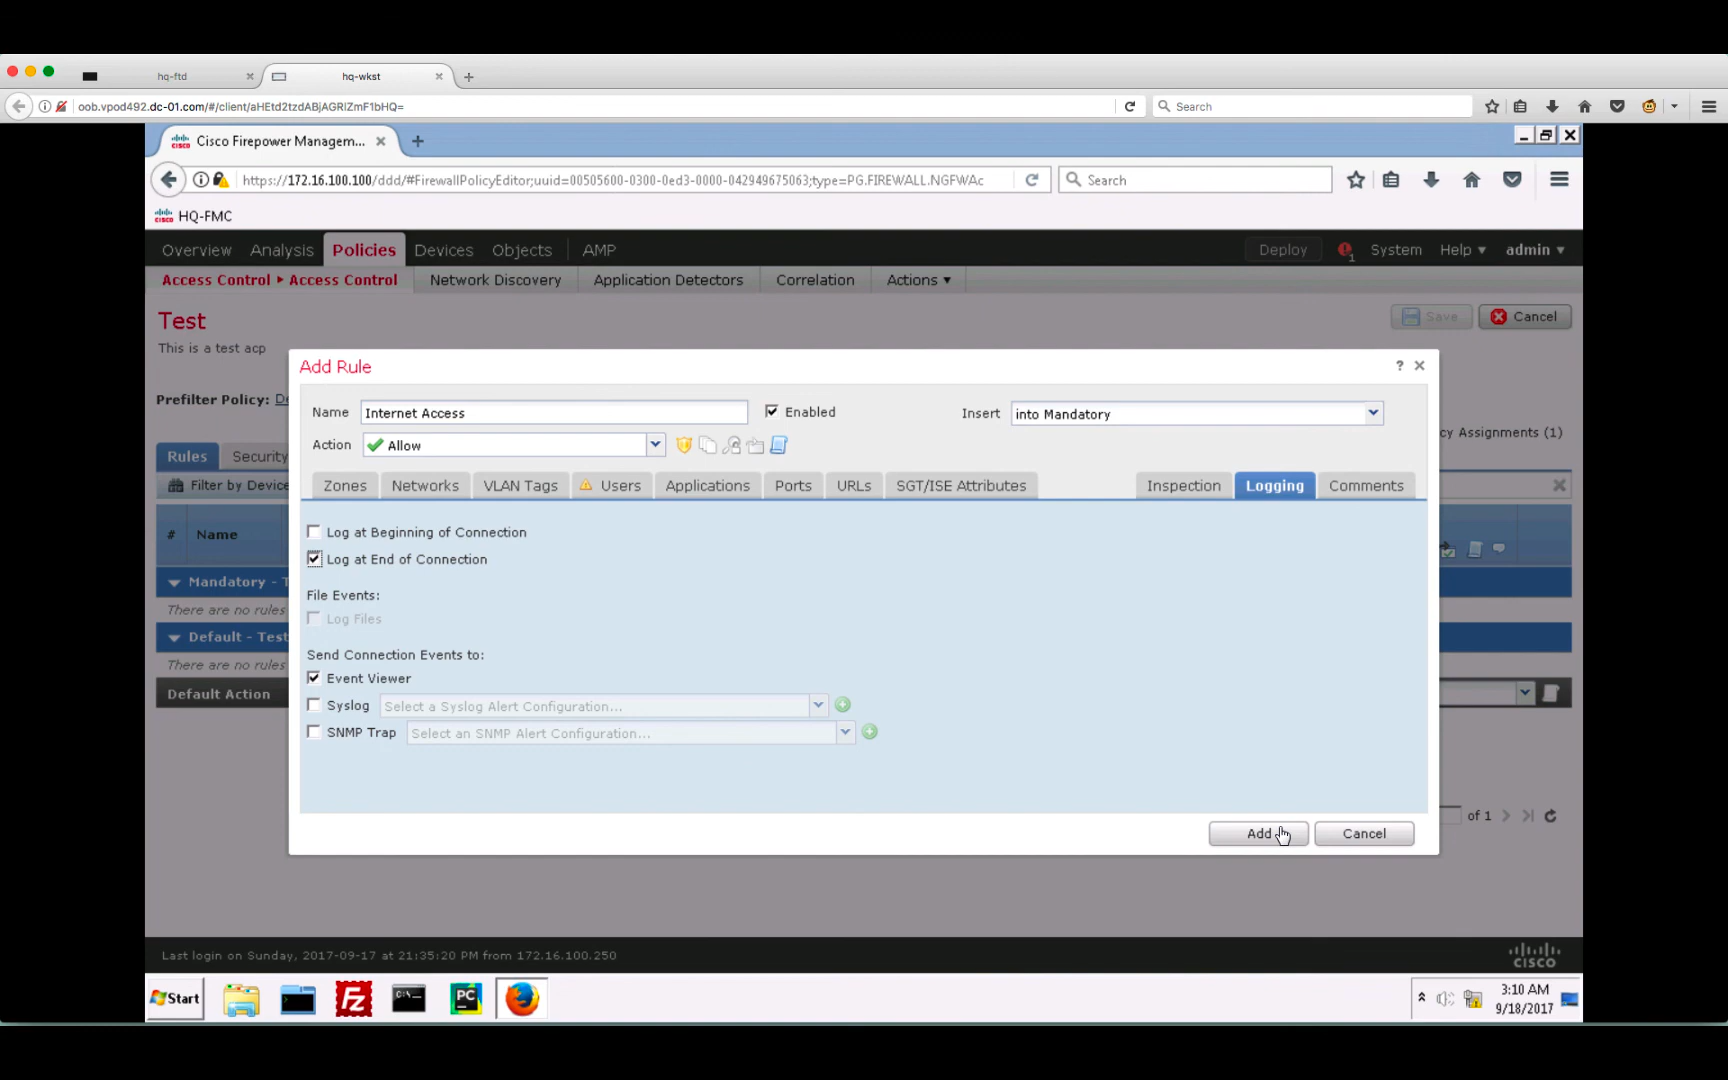 hq-ftd
hq-wkst
oob.vpod492.dc-01.com/#/client/aHEtd2tzdABjAGRlZmF1bHQ=
Search
Cisco Firepower Managem...
https://172.16.100.100/ddd/#FirewallPolicyEditor;uuid=00505600-0300-0ed3-0000-042949675063;type=PG.FIREWALL.NGFWAc
Search
HQ-FMC
Overview Analysis Policies Devices Objects AMP Deploy 1 System Help admin
Access Control Access Control Network Discovery Application Detectors Correlation Actions
Test
Save Cancel
This is a test acp
Add Rule
Prefilter Policy:
Name Internet Access Enabled Insert into Mandatory
cy Assignments (1)
Action Allow
Rules Security
Filter by Device
Zones Networks VLAN Tags Users Applications Ports URLs SGT/ISE Attributes Inspection Logging Comments
# Name
Log at Beginning of Connection
Log at End of Connection
Mandatory - T
File Events:
There are no rules
Log Files
Default - Test
Send Connection Events to:
There are no rules
Event Viewer
Default Action
Syslog Select a Syslog Alert Configuration...
SNMP Trap Select an SNMP Alert Configuration...
of 1
Add Cancel
Last login on Sunday, 2017-09-17 at 21:35:20 PM from 172.16.100.250
CISCO
Start
PC
3:10 AM
9/18/2017